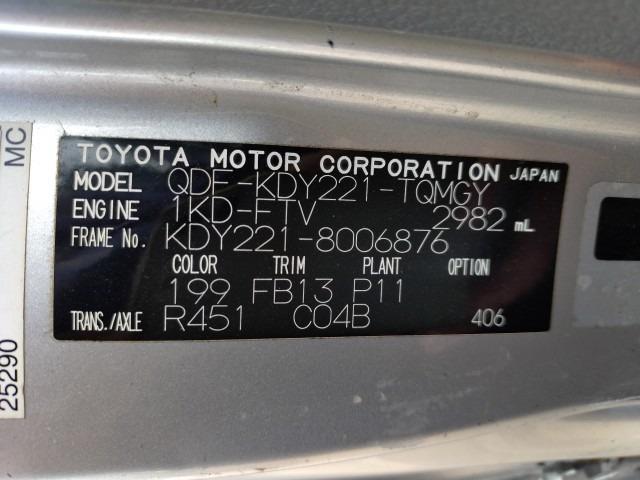 TOYOTA MOTOR CORPORATION JAPAN
MODEL QDF-KDY221-TQMGY
ENGINE 1KD-FTV 2982 mL
FRAME No. KDY221-8006876
COLOR TRIM PLANT OPTION
199 FB13 P11
TRANS./AXLE R451 C04B 406
MC
25290